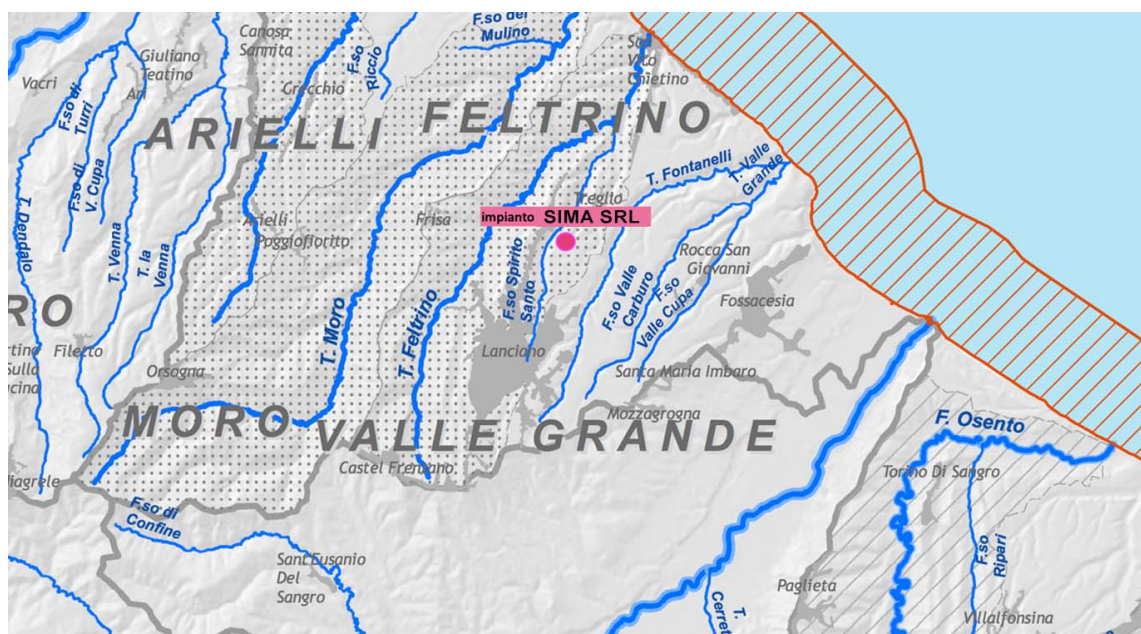 F.so del
Mulino
Canosa
Sannita
Giuliano
Teatino
Ari
Vacri
F.so
Riccio
San
Vito
Chietino
Crecchio
F.so di
Turri
F.so di
V. Cupa
ARIELLI
FELTRINO
T. Fontanelli
T. Valle
Grande
T. Dendalo
T. Venna
T. la
Venna
Arielli
Poggiofiorito
Frisa
Treglio
impianto SIMA SRL
Rocca San
Giovanni
F.so Spirito
Santo
F.so Valle
Carburo
F.so
Valle Cupa
Fossacesia
RO
Filetto
T. Moro
T. Feltrino
Lanciano
Orsogna
Santa Maria Imbaro
Mozzagrogna
MORO
VALLE GRANDE
F. Osento
Castel Frentano
Torino Di Sangro
F.so di
Confine
Sant'Eusanio
Del
Sangro
F.so
Ripari
Paglieta
T.
Villalfonsina